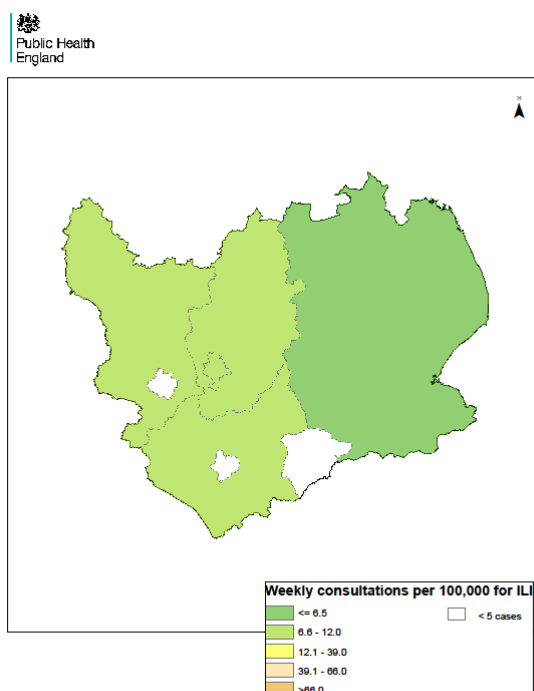 Public Health
England
N
Weekly consultations per 100,000 for ILI
<= 6.5
< 5 cases
6.6 - 12.0
12.1 - 39.0
39.1 - 66.0
>66.0